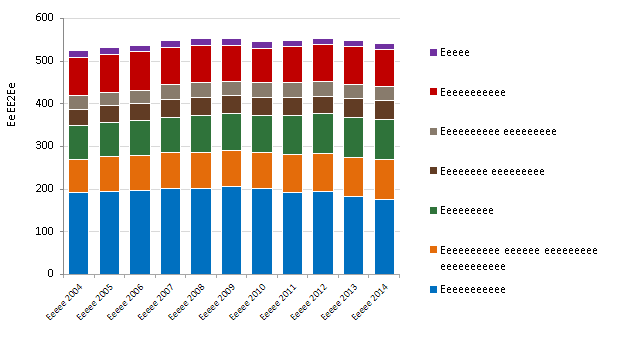 600
500
400
300
200
100
0
Ee EE2Ee
Eeeee 2004
Eeeee 2005
Eeeee 2006
Eeeee 2007
Eeeee 2008
Eeeee 2009
Eeeee 2010
Eeeee 2011
Eeeee 2012
Eeeee 2013
Eeeee 2014
Eeeee
Eeeeeeeeeee
Eeeeeeeeee eeeeeeeee
Eeeeeeee eeeeeeeee
Eeeeeeeee
Eeeeeeeeee eeeeee eeeeeeeee
eeeeeeeeeee
Eeeeeeeeeee